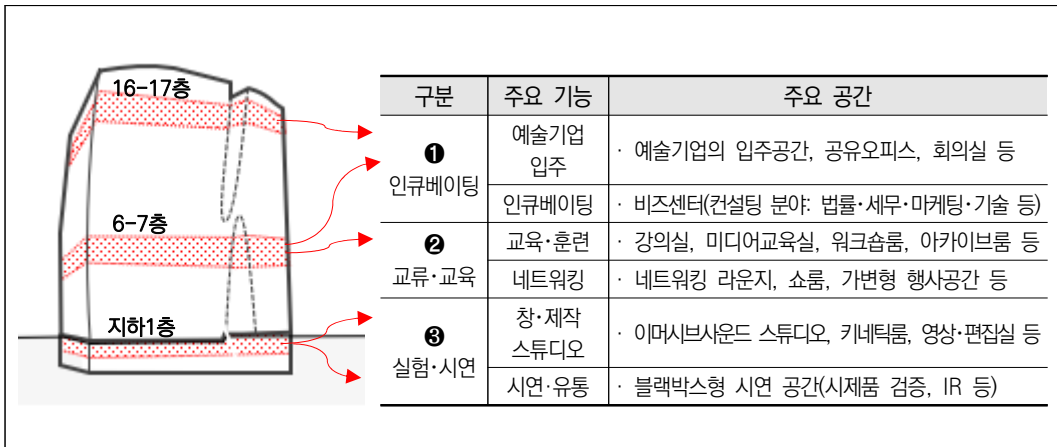 16-17층
6-7층
지하1층
구분 주요 기능 주요 공간
❶
인큐베이팅
예술기업
입주
· 예술기업의 입주공간, 공유오피스, 회의실 등
인큐베이팅
· 비즈센터(컨설팅 분야: 법률·세무·마케팅·기술 등)
❷
교류·교육
교육·훈련
· 강의실, 미디어교육실, 워크숍룸, 아카이브룸 등
네트워킹
· 네트워킹 라운지, 쇼룸, 가변형 행사공간 등
❸
실험·시연
창·제작
스튜디오
· 이머시브사운드 스튜디오, 키네틱룸, 영상·편집실 등
시연·유통
· 블랙박스형 시연 공간(시제품 검증, IR 등)